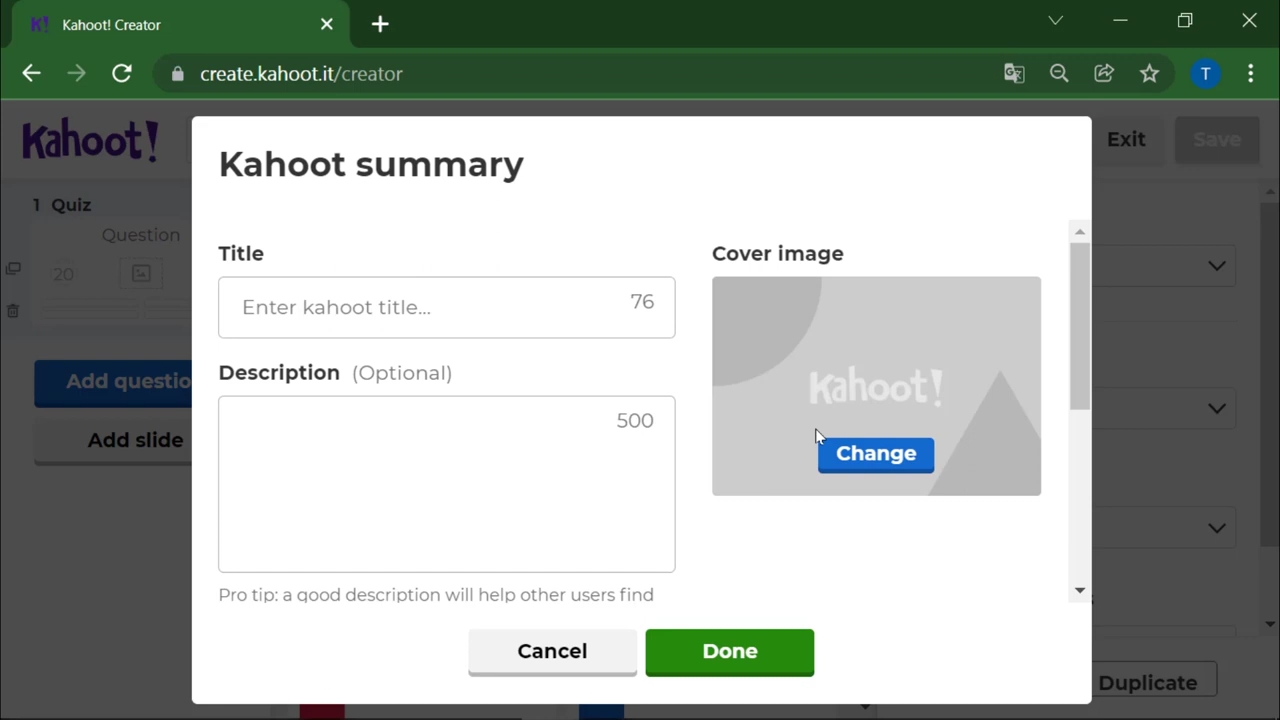 Kahoot! Creator
create.kahoot.it/creator
T
Kahoot!
Exit
Save
Kahoot summary
1 Quiz
Question
20
Title
Cover image
Enter kahoot title...
76
Kahoot!
Change
Description (Optional)
500
Add questio
Add slide
Pro tip: a good description will help other users find
Cancel
Done
Duplicate